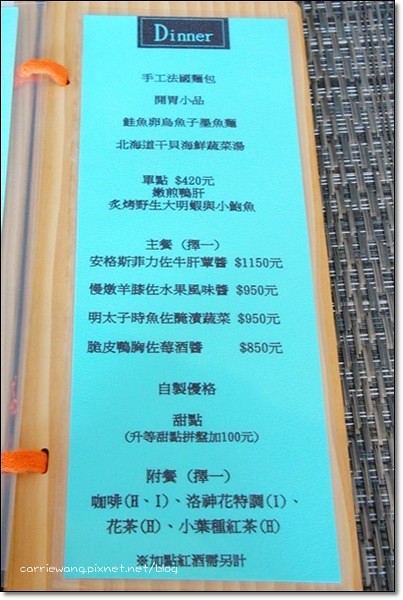 Dinner
手工法國麵包
開胃小品
鮭魚卵烏魚子墨魚麵
北海道干貝海鮮蔬菜湯
單點 $420元
嫩煎鴨肝
炙烤野生大明蝦與小鮑魚
主餐 (擇一)
安格斯菲力佐牛肝蕈醬 $1150元
慢嫩羊膝佐水果風味醬 $950元
明太子時魚佐醃漬蔬菜 $950元
脆皮鴨胸佐莓酒醬 $850元
自製優格
甜點
(升等甜點拼盤加100元)
附餐 (擇一)
咖啡(H、I)、洛神花特調(I)、
花茶(H)、小葉種紅茶(H)
※加點紅酒需另計
carriewang.pixnet.net/blog